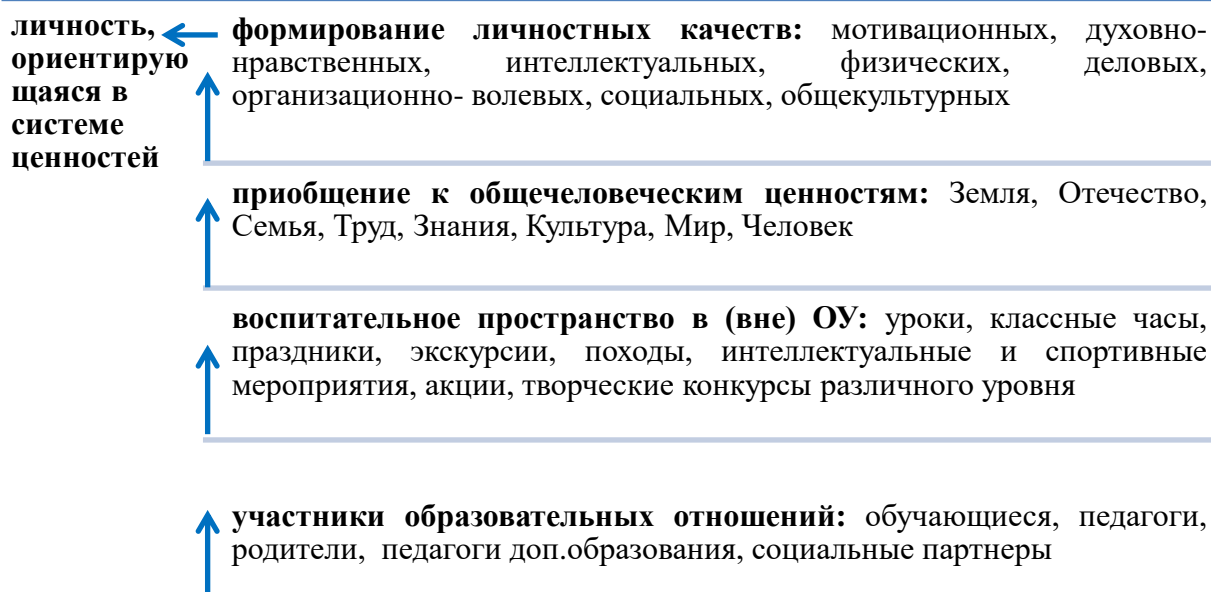 личность,
ориентирую
щаяся в
системе
ценностей
формирование личностных качеств: мотивационных, духовно-
нравственных, интеллектуальных, физических, деловых,
организационно- волевых, социальных, общекультурных
приобщение к общечеловеческим ценностям: Земля, Отечество,
Семья, Труд, Знания, Культура, Мир, Человек
воспитательное пространство в (вне) ОУ: уроки, классные часы,
праздники, экскурсии, походы, интеллектуальные и спортивные
мероприятия, акции, творческие конкурсы различного уровня
участники образовательных отношений: обучающиеся, педагоги,
родители, педагоги доп.образования, социальные партнеры